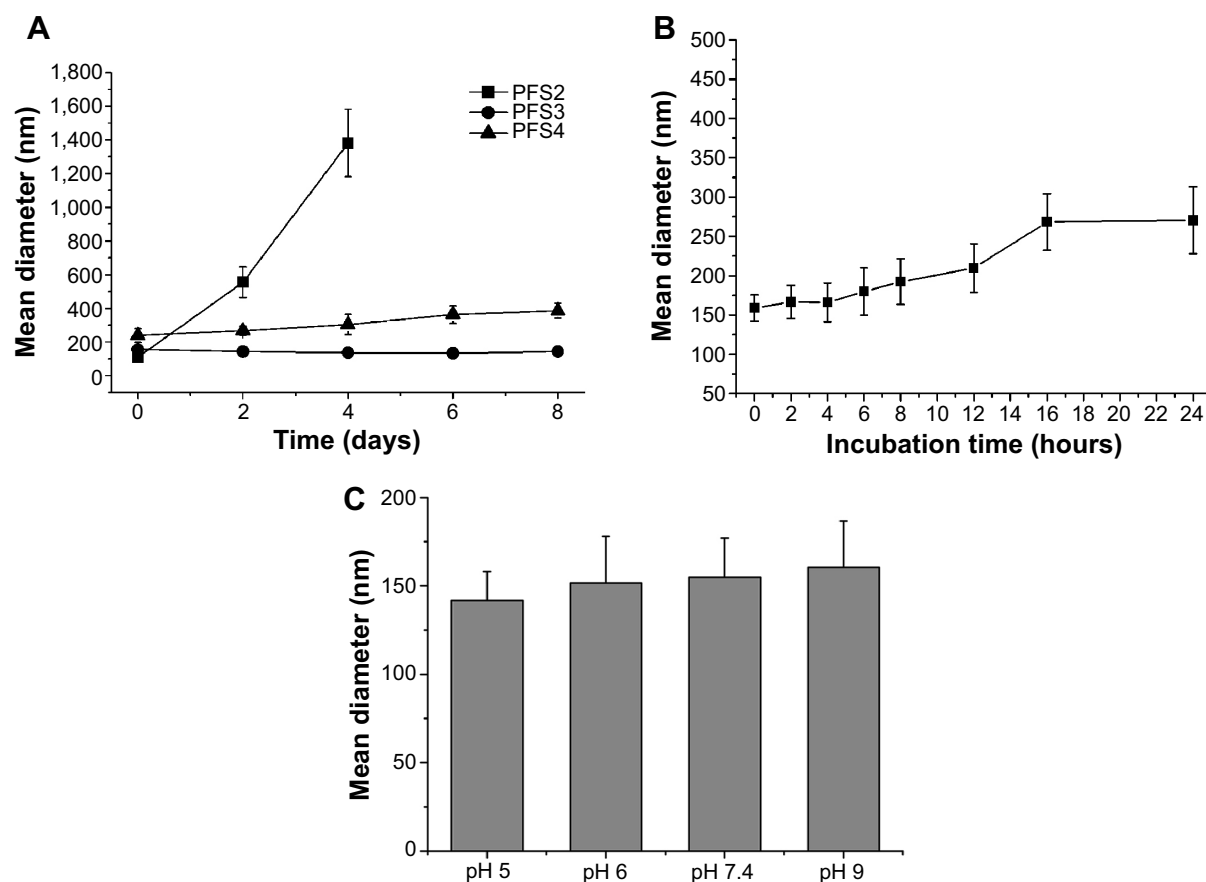 A
Mean diameter (nm)
1,800
1,600
1,400
1,200
1,000
800
600
400
200
0
PFS2
PFS3
PFS4
0 2 4 6 8
Time (days)
B
Mean diameter (nm)
500
450
400
350
300
250
200
150
100
50
0 2 4 6 8 10 12 14 16 18 20 22 24
Incubation time (hours)
C
Mean diameter (nm)
200
150
100
50
0
pH 5 pH 6 pH 7.4 pH 9